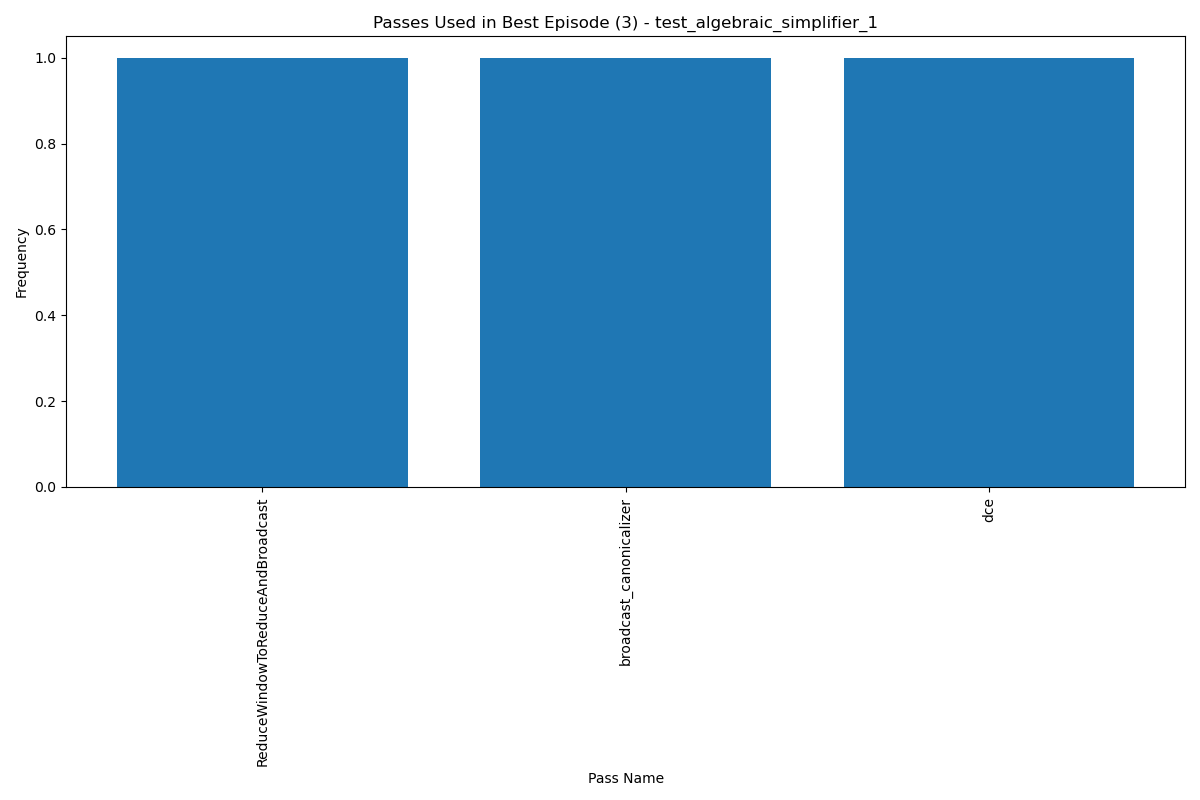 Passes Used in Best Episode (3) - test_algebraic_simplifier_1
Frequency
1.0
0.8
0.6
0.4
0.2
0.0
ReduceWindowToReduceAndBroadcast
broadcast_canonicalizer
dce
Pass Name